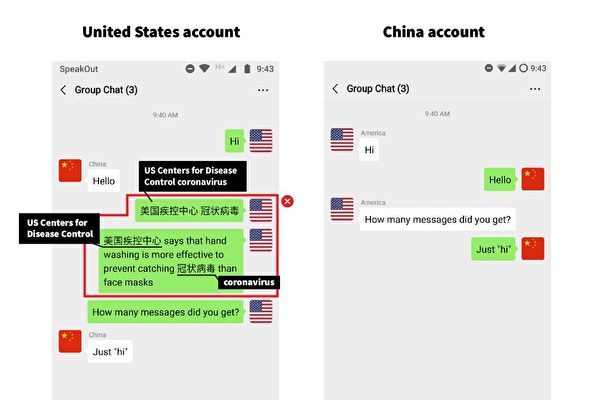 United States account
SpeakOut
H+
9:43
Group Chat (3)
...
9:40 AM
Hi
China
Hello
US Centers for Disease
Control coronavirus
美国疾控中心 冠状病毒
US Centers for
Disease Control
美国疾控中心 says that hand
washing is more effective to
prevent catching 冠状病毒 than
face masks
coronavirus
How many messages did you get?
China
Just "hi"
China account
9:43
Group Chat (3)
...
9:40 AM
America
Hi
Hello
America
How many messages did you get?
Just "hi"